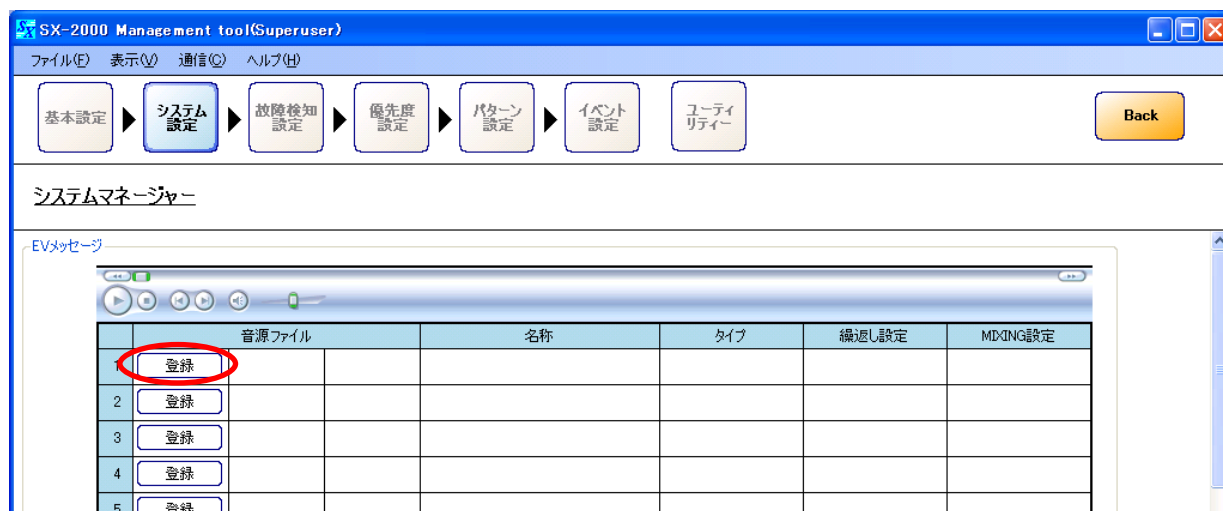 SX-2000 Management tool(Superuser)
ファイル(F) 表示(V) 通信(C) ヘルプ(H)
基本設定
システム
設定
故障検知
設定
優先度
設定
パターン
設定
イベント
設定
ユーティ
リティー
Back
システムマネージャー
EVメッセージ
音源ファイル 名称 タイプ 繰返し設定 MIXING設定
1 登録
2 登録
3 登録
4 登録
5 登録